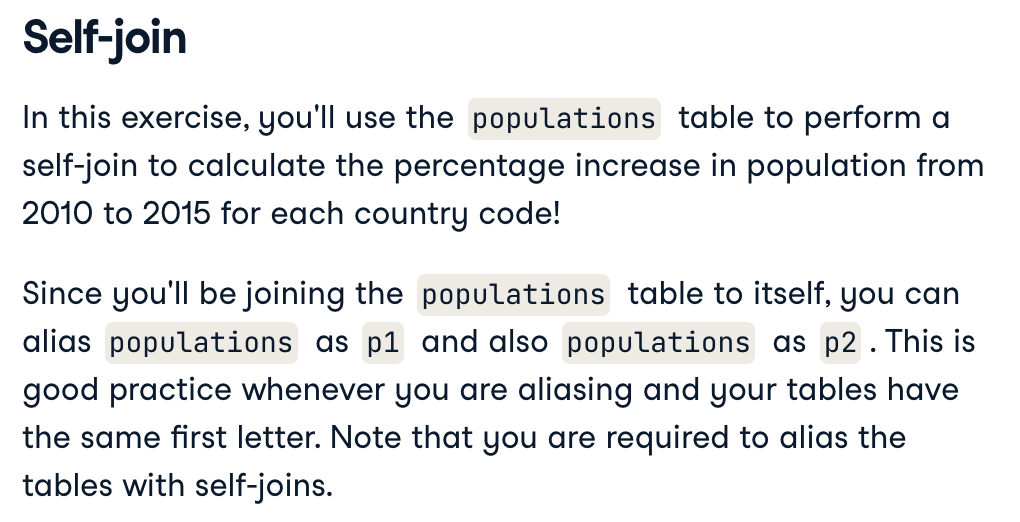 Self-join
In this exercise, you'll use the populations table to perform a
self-join to calculate the percentage increase in population from
2010 to 2015 for each country code!
Since you'll be joining the populations table to itself, you can
alias populations as p1 and also populations as p2 . This is
good practice whenever you are aliasing and your tables have
the same first letter. Note that you are required to alias the
tables with self-joins.